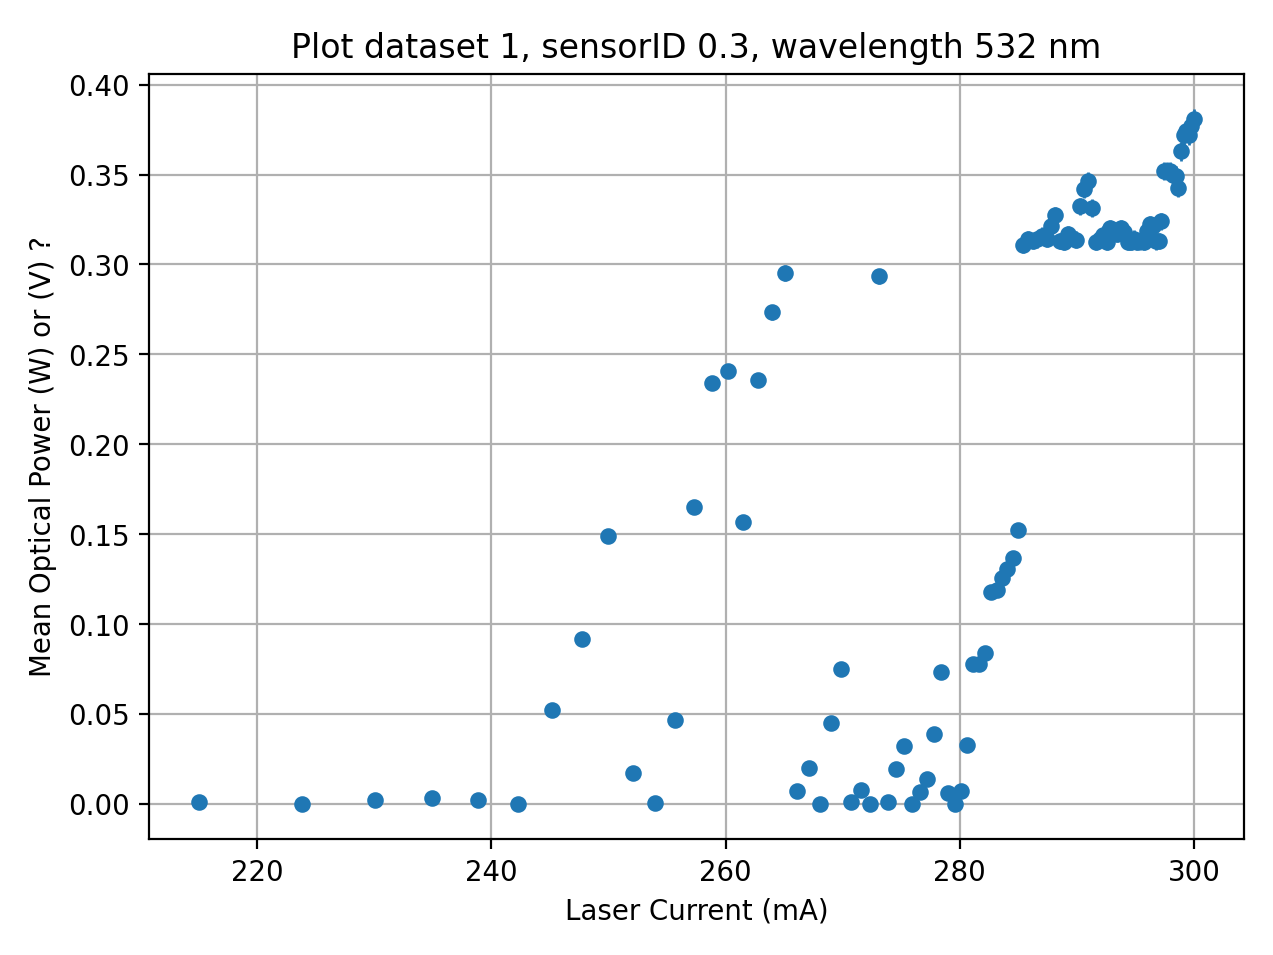 Plot dataset 1, sensorID 0.3, wavelength 532 nm
Mean Optical Power (W) or (V) ?
0.40
0.35
0.30
0.25
0.20
0.15
0.10
0.05
0.00
220 240 260 280 300
Laser Current (mA)